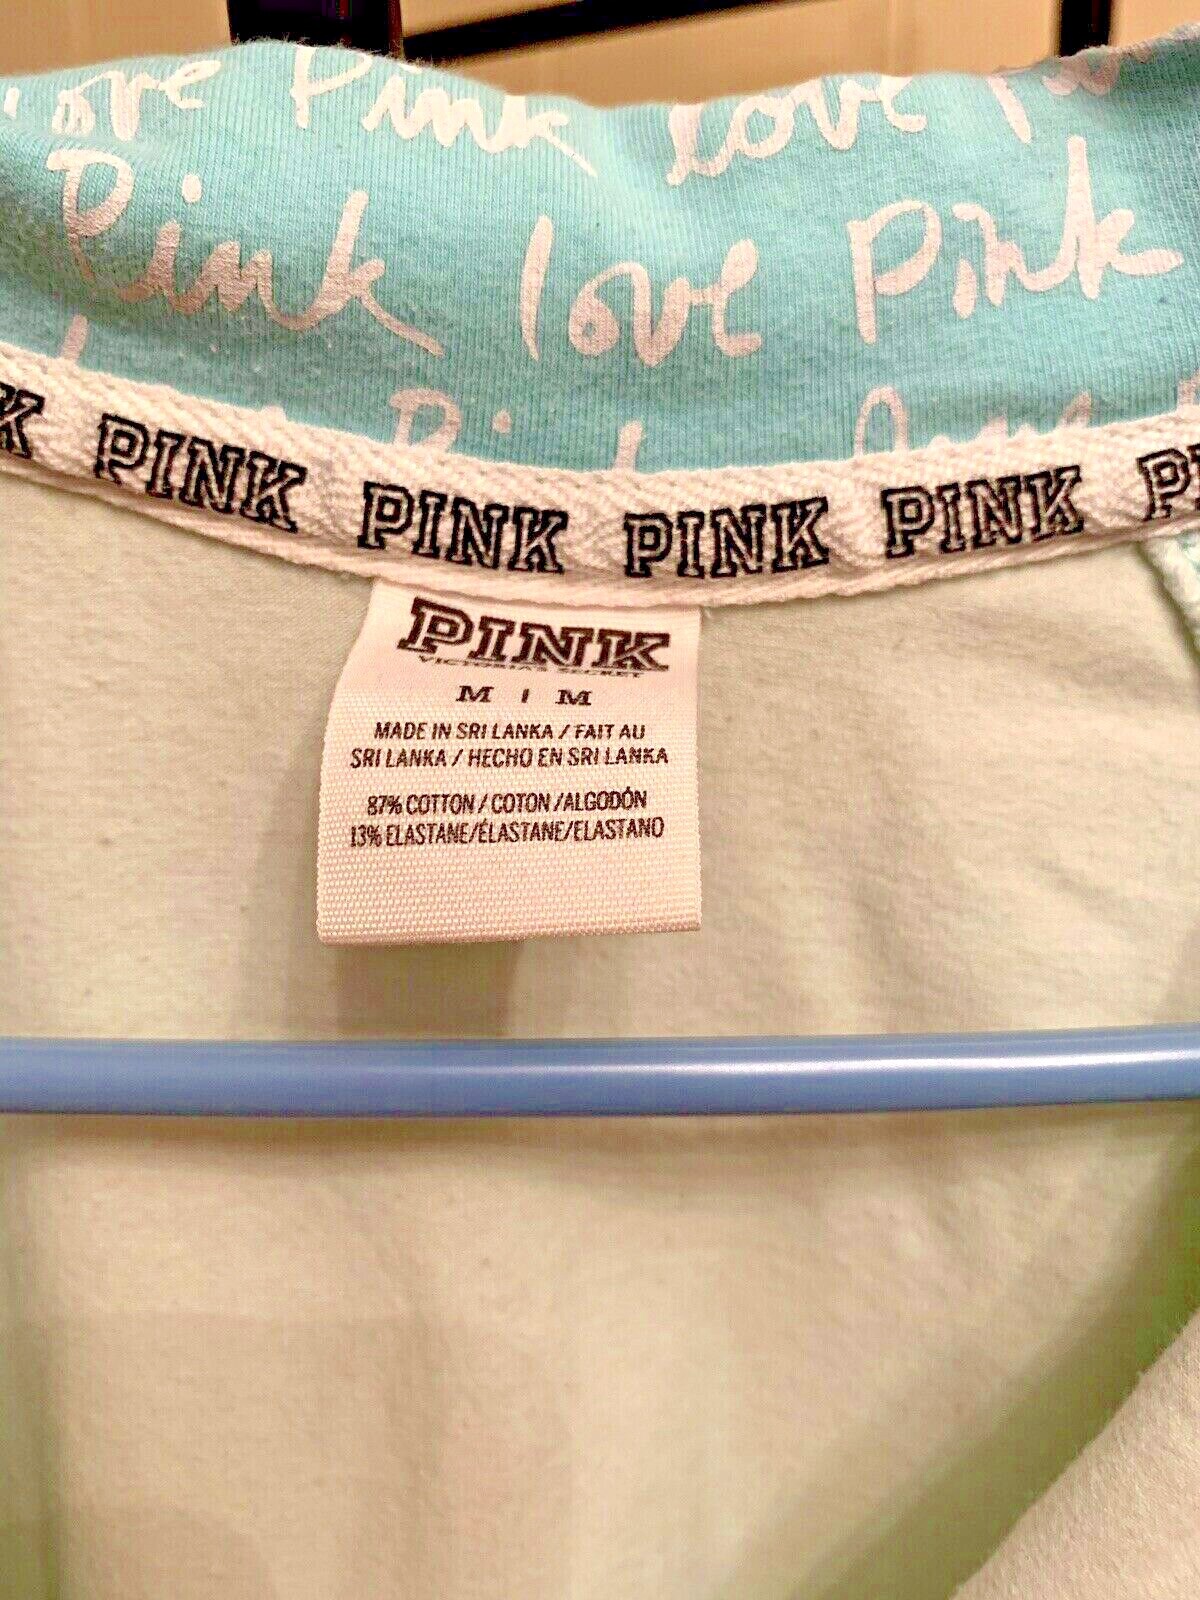 love Pink love
Pink love Pink
PINK PINK PINK PINK
PINK
VICTORIA'S SECRET
M | M
MADE IN SRI LANKA / FAIT AU
SRI LANKA / HECHO EN SRI LANKA
87% COTTON / COTON / ALGODÓN
13% ELASTANE/ÉLASTANE/ELASTANO